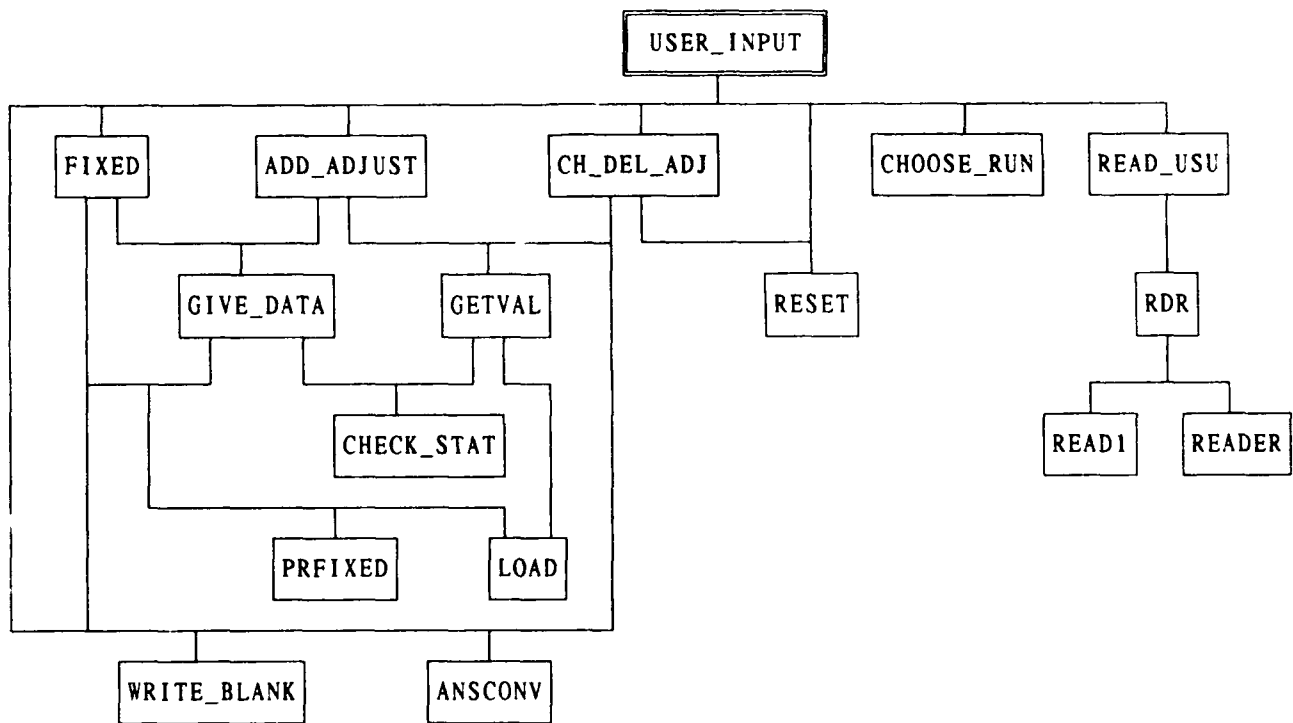 USER_INPUT
FIXED
ADD_ADJUST
CH_DEL_ADJ
CHOOSE_RUN
READ_USU
GIVE_DATA
GETVAL
RESET
RDR
CHECK_STAT
READ1
READER
PRFIXED
LOAD
WRITE_BLANK
ANSCONV